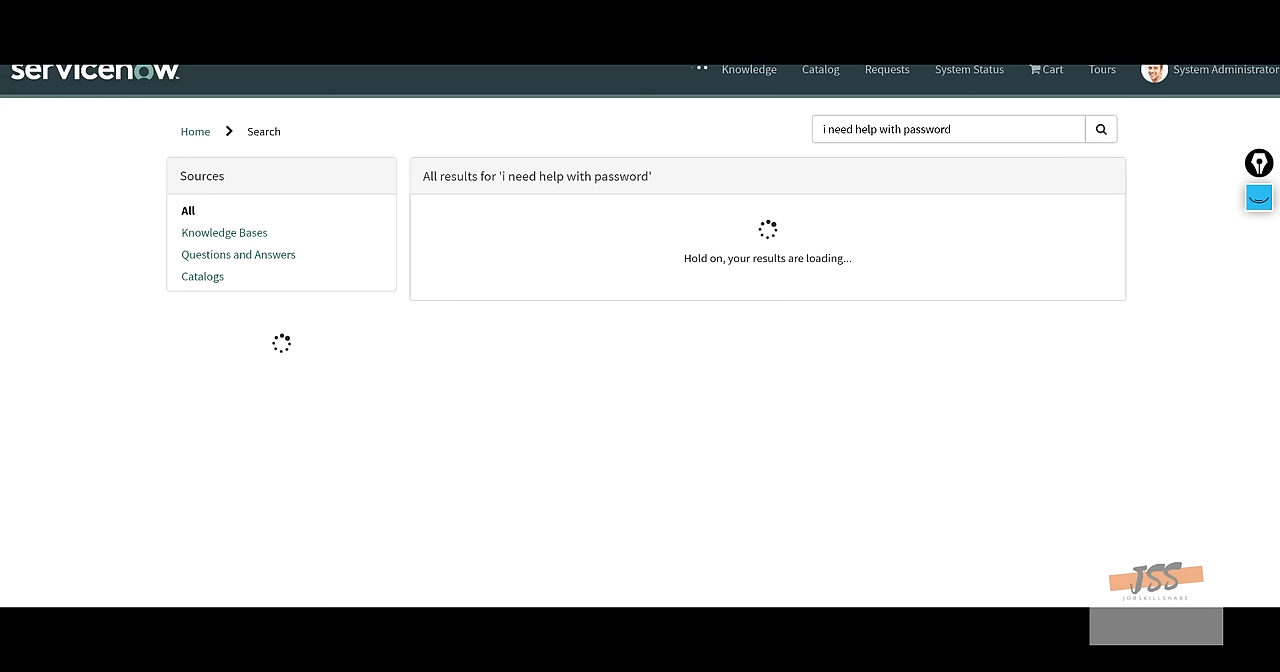 servicenow
Knowledge
Catalog
Requests
System Status
Cart
Tours
System Administrator
Home
Search
i need help with password
Sources
All results for 'i need help with password'
All
Knowledge Bases
Questions and Answers
Catalogs
Hold on, your results are loading...
JSS
JOBSKILLSHARE